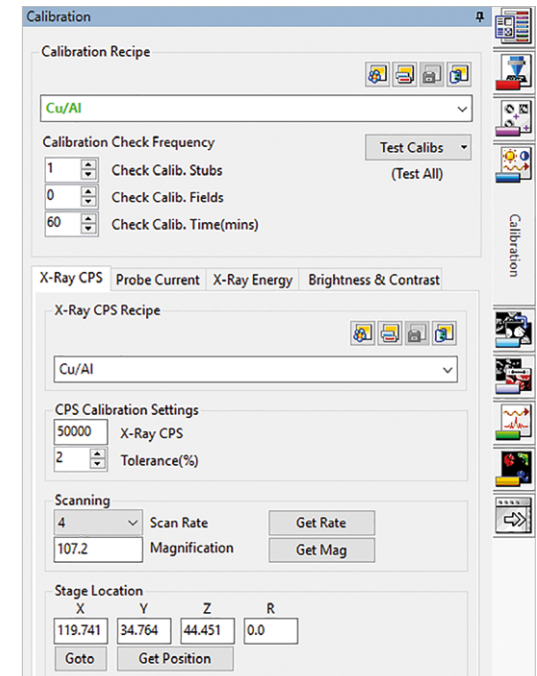 Calibration
Calibration Recipe
Cu/Al
Calibration Check Frequency
Test Calibs
1 Check Calib. Stubs
(Test All)
0 Check Calib. Fields
60 Check Calib. Time(mins)
Calibration
X-Ray CPS Probe Current X-Ray Energy Brightness & Contrast
X-Ray CPS Recipe
Cu/Al
CPS Calibration Settings
50000 X-Ray CPS
2 Tolerance(%)
Scanning
4 Scan Rate Get Rate
107.2 Magnification Get Mag
Stage Location
X Y Z R
119.741 34.764 44.451 0.0
Goto Get Position